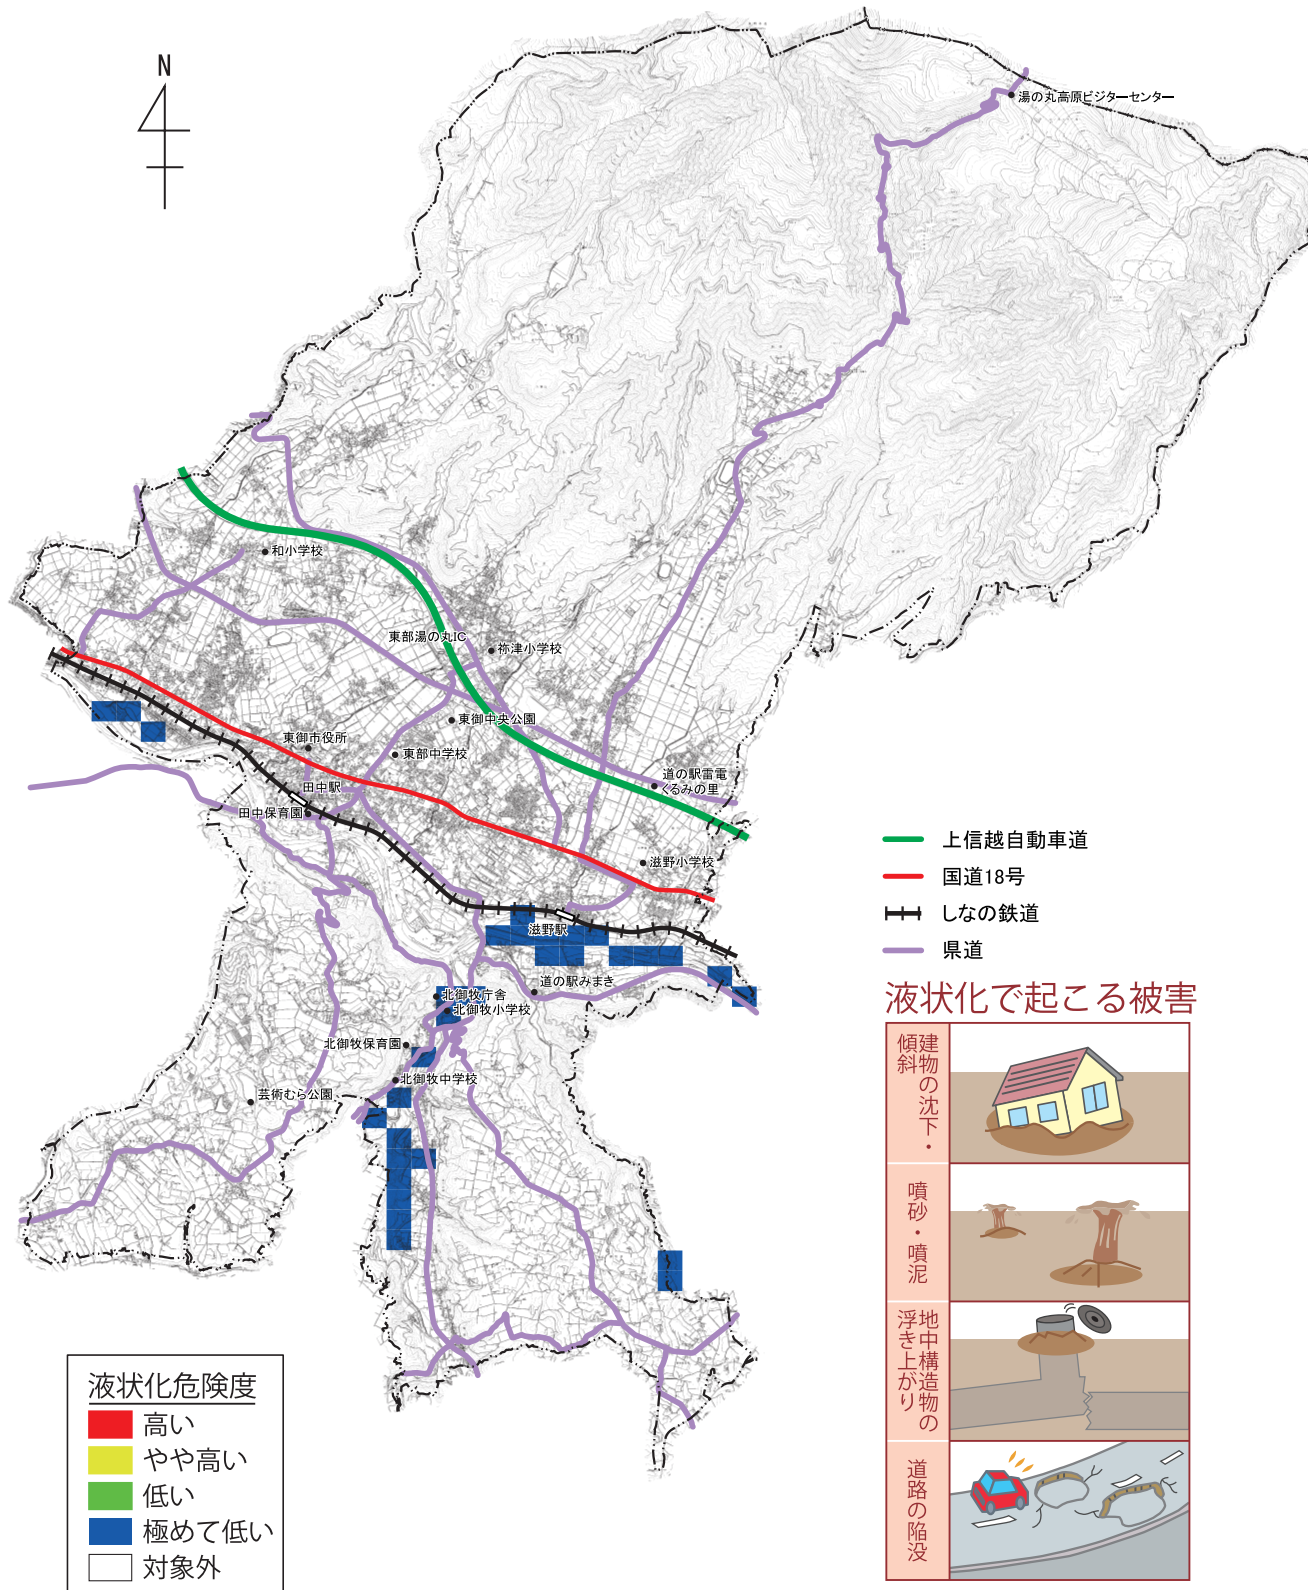 N
湯の丸高原ビジターセンター
和小学校
東部湯の丸IC
祢津小学校
東御中央公園
東御市役所
東部中学校
田中駅
道の駅雷電
くるみの里
田中保育園
滋野小学校
滋野駅
道の駅みまき
北御牧庁舎
北御牧小学校
北御牧保育園
北御牧中学校
芸術むら公園
上信越自動車道
国道18号
しなの鉄道
県道
液状化で起こる被害
建物の沈下・
傾斜
噴砂・噴泥
地中構造物の
浮き上がり
道路の陥没
液状化危険度
高い
やや高い
低い
極めて低い
対象外